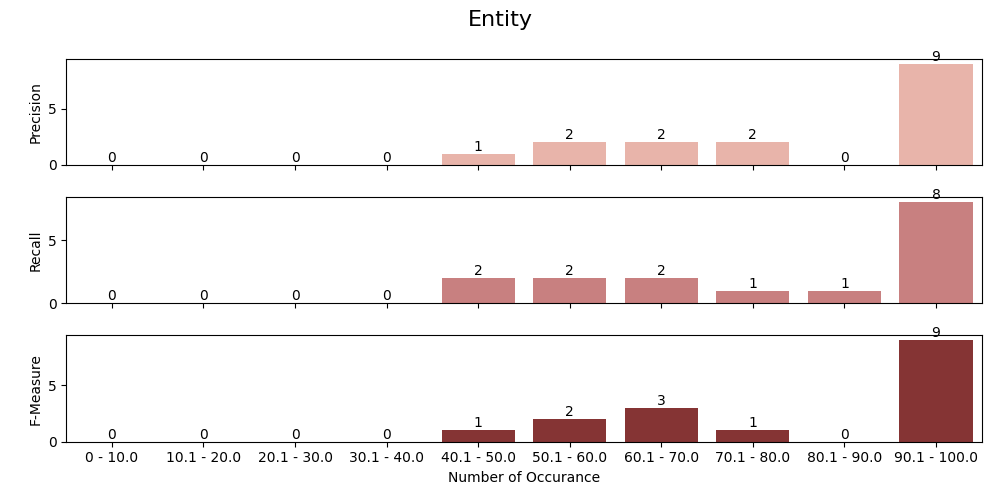 Entity
Precision
5
0
0 0 0 0 1 2 2 2 0 9
Recall
5
0
0 0 0 0 2 2 2 1 1 8
F-Measure
5
0
0 0 0 0 1 2 3 1 0 9
0 - 10.0 10.1 - 20.0 20.1 - 30.0 30.1 - 40.0 40.1 - 50.0 50.1 - 60.0 60.1 - 70.0 70.1 - 80.0 80.1 - 90.0 90.1 - 100.0
Number of Occurance